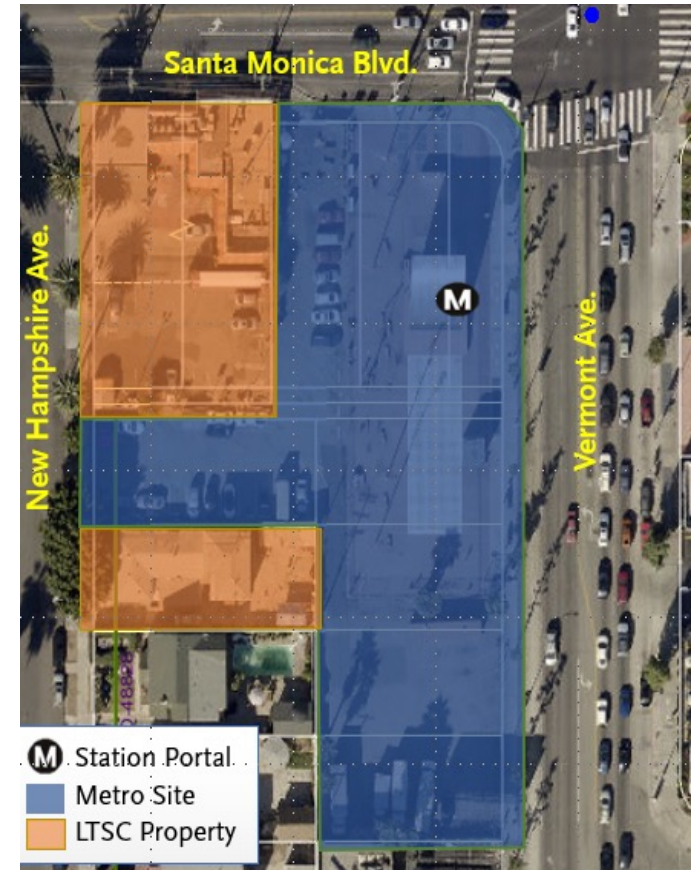 Santa Monica Blvd.
New Hampshire Ave.
M
Vermont Ave.
M Station Portal
Metro Site
LTSC Property